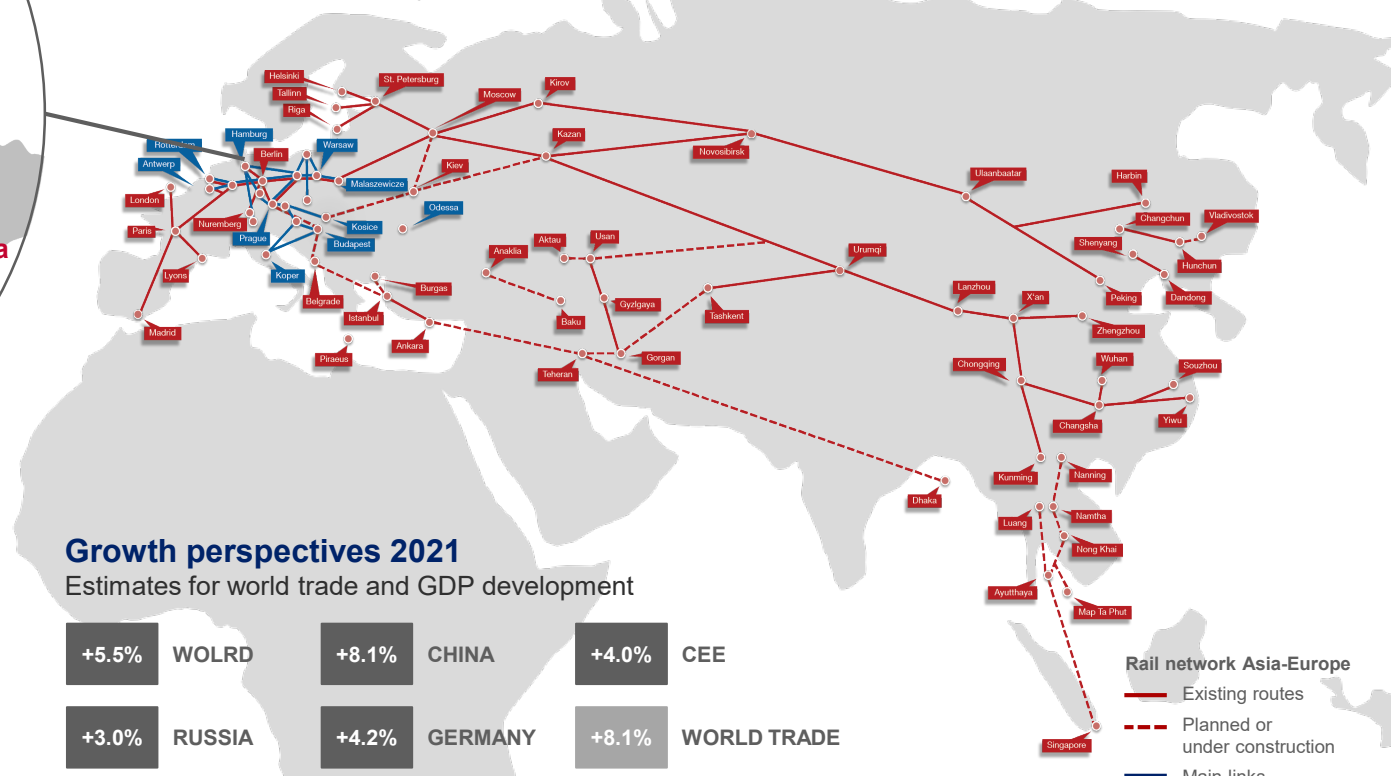 a
Helsinki
St. Petersburg
Tallinn
Riga
Moscow
Kirov
Hamburg
Rotterdam
Berlin
Warsaw
Antwerp
Kazan
Novosibirsk
Kiev
Malaszewicze
London
Odessa
Ulaanbaatar
Harbin
Changchun
Vladivostok
Paris
Nuremberg
Prague
Kosice
Budapest
Shenyang
Hunchun
Lyons
Koper
Anaklia
Aktau
Usan
Urumqi
Belgrade
Burgas
Istanbul
Baku
Gyzlgaya
Tashkent
Lanzhou
X'an
Peking
Dandong
Madrid
Piraeus
Ankara
Zhengzhou
Teheran
Gorgan
Chongqing
Wuhan
Souzhou
Changsha
Yiwu
Kunming
Nanning
Dhaka
Luang
Namtha
Nong Khai
Ayutthaya
Map Ta Phut
Singapore
Growth perspectives 2021
Estimates for world trade and GDP development
+5.5% WOLRD
+8.1% CHINA
+4.0% CEE
+3.0% RUSSIA
+4.2% GERMANY
+8.1% WORLD TRADE
Rail network Asia-Europe
Existing routes
Planned or
under construction
Main links